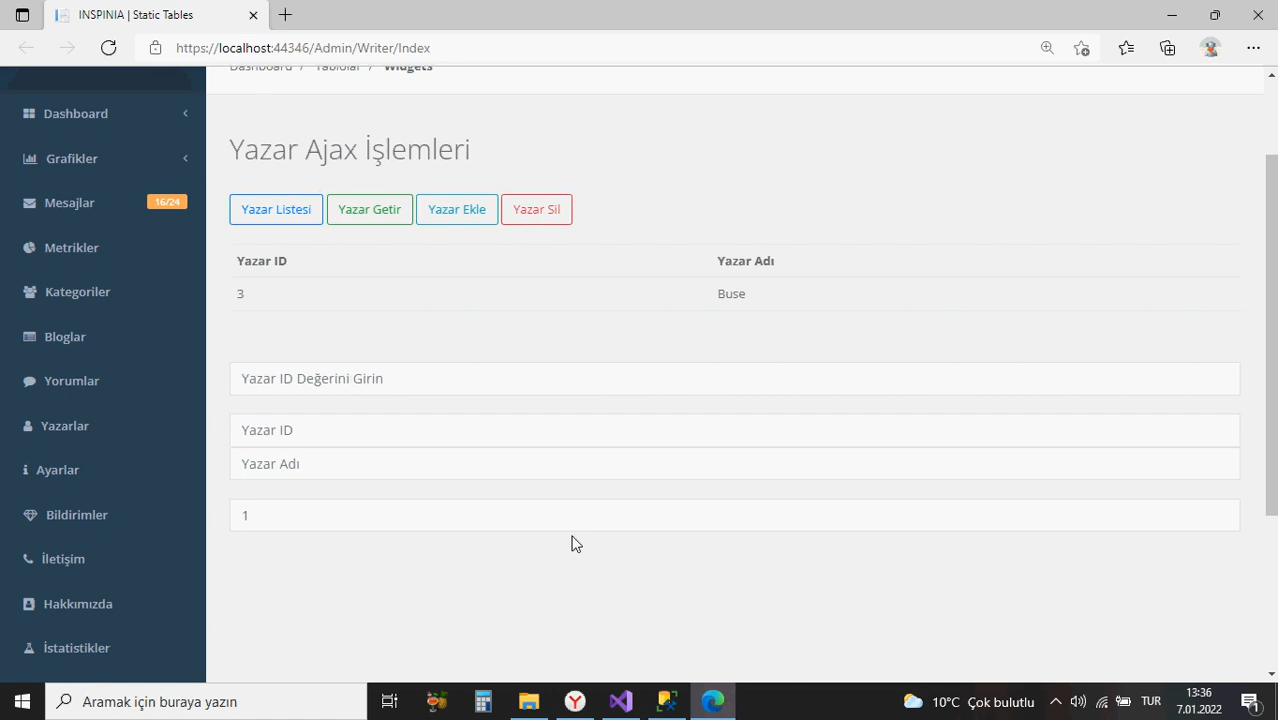 INSPINIA | Static Tables
https://localhost:44346/Admin/Writer/Index
Dashboard / Tablolar / Widgets
Dashboard
Grafikler
Mesajlar 16/24
Metrikler
Kategoriler
Bloglar
Yorumlar
Yazarlar
Ayarlar
Bildirimler
İletişim
Hakkımızda
İstatistikler
Yazar Ajax İşlemleri
Yazar Listesi Yazar Getir Yazar Ekle Yazar Sil
Yazar ID Yazar Adı
3 Buse
Yazar ID Değerini Girin
Yazar ID
Yazar Adı
1
Aramak için buraya yazın
10°C Çok bulutlu
TUR
13:36
7.01.2022
1